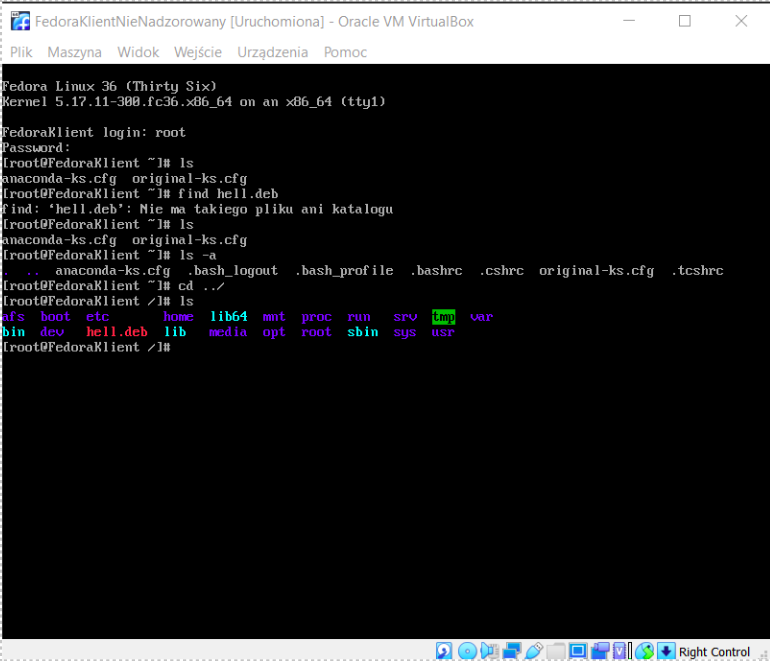 FedoraKlientNieNadzorowany [Uruchomiona] - Oracle VM VirtualBox
Plik Maszyna Widok Wejście Urządzenia Pomoc
Fedora Linux 36 (Thirty Six)
Kernel 5.17.11-300.fc36.x86_64 on an x86_64 (tty1)
FedoraKlient login: root
Password:
[root@FedoraKlient ~]# ls
anaconda-ks.cfg  original-ks.cfg
[root@FedoraKlient ~]# find hell.deb
find: ‘hell.deb’: Nie ma takiego pliku ani katalogu
[root@FedoraKlient ~]# ls
anaconda-ks.cfg  original-ks.cfg
[root@FedoraKlient ~]# ls -a
.  ..  anaconda-ks.cfg  .bash_logout  .bash_profile  .bashrc  .cshrc  original-ks.cfg  .tcshrc
[root@FedoraKlient ~]# cd ../
[root@FedoraKlient /]# ls
afs  boot  etc       home  lib64  mnt  proc  run   srv  tmp  var
bin  dev   hell.deb  lib   media  opt  root  sbin  sys  usr
[root@FedoraKlient /]#
Right Control